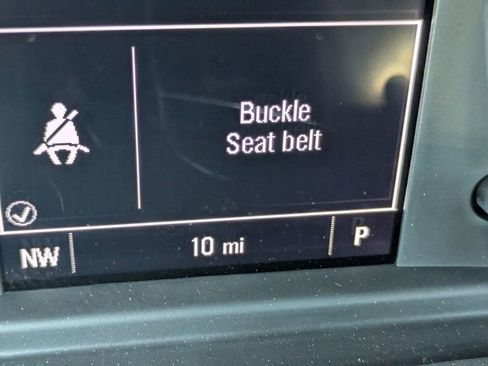 Buckle
Seat belt
NW
10 mi
P